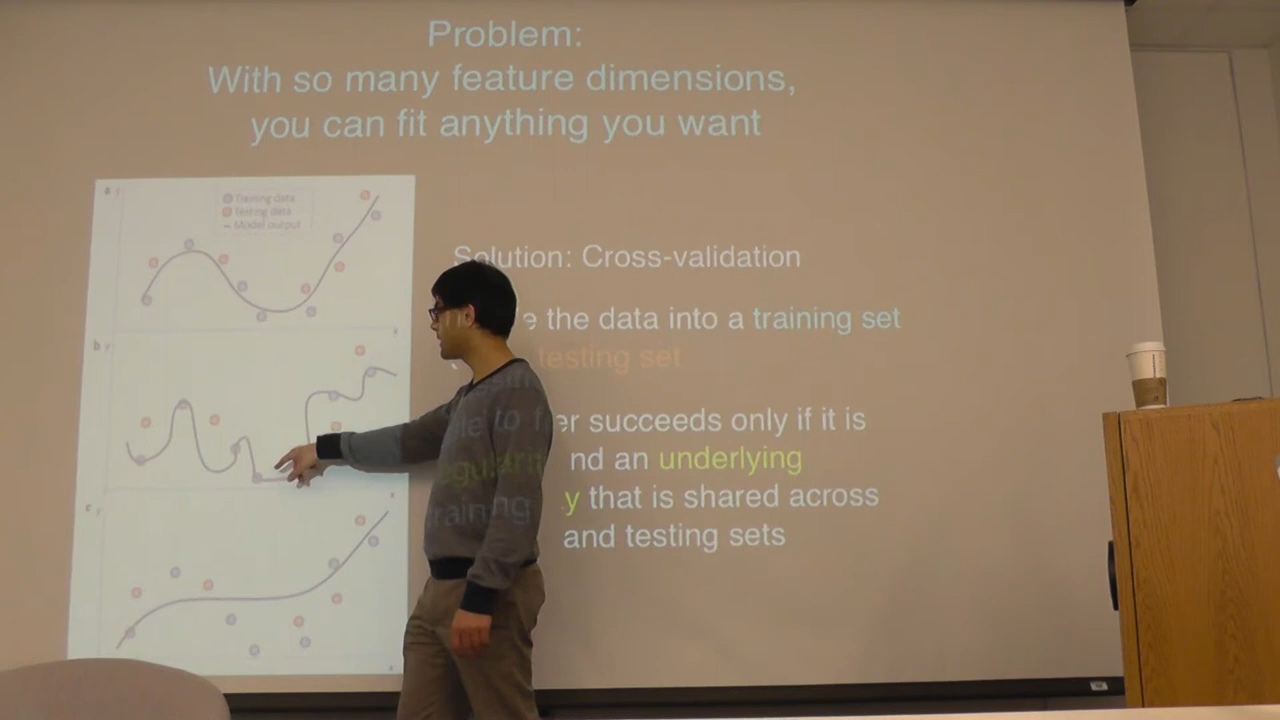 Problem:
With so many feature dimensions,
you can fit anything you want
a
Training data
Testing data
Model output
b y
c y
x
x
x
Solution: Cross-validation
the data into a training set
testing set
succeeds only if it is
an underlying
that is shared across
training and testing sets